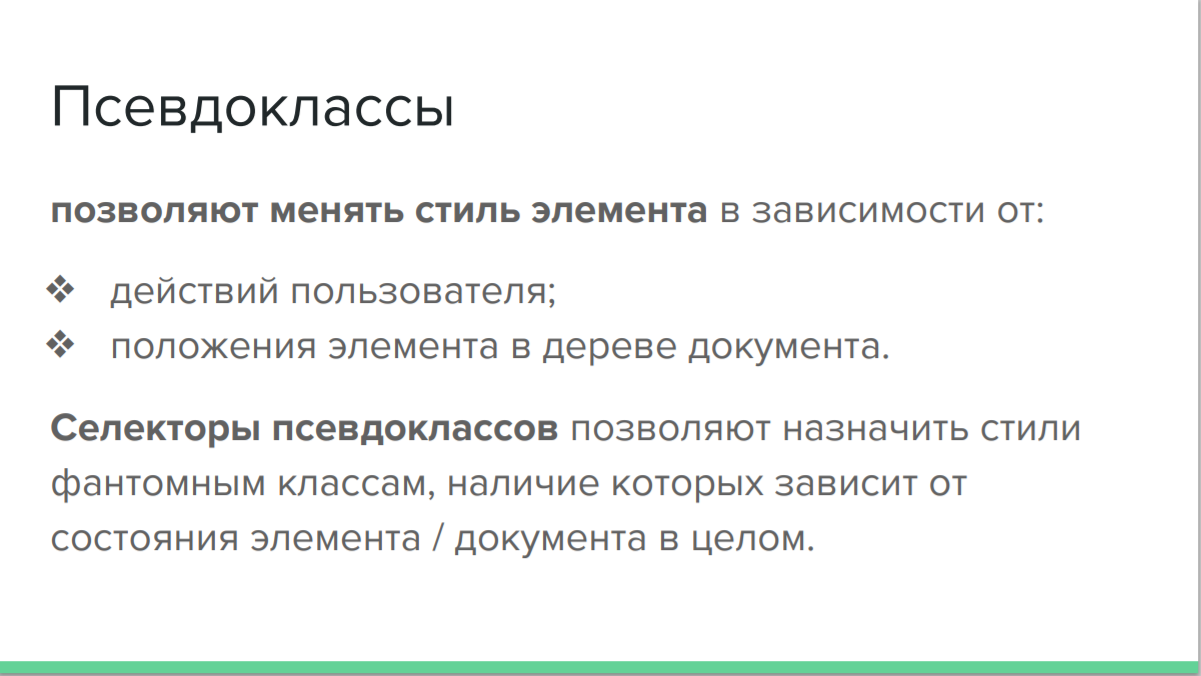 Псевдоклассы
позволяют менять стиль элемента в зависимости от:
❖ действий пользователя;
❖ положения элемента в дереве документа.
Селекторы псевдоклассов позволяют назначить стили
фантомным классам, наличие которых зависит от
состояния элемента / документа в целом.